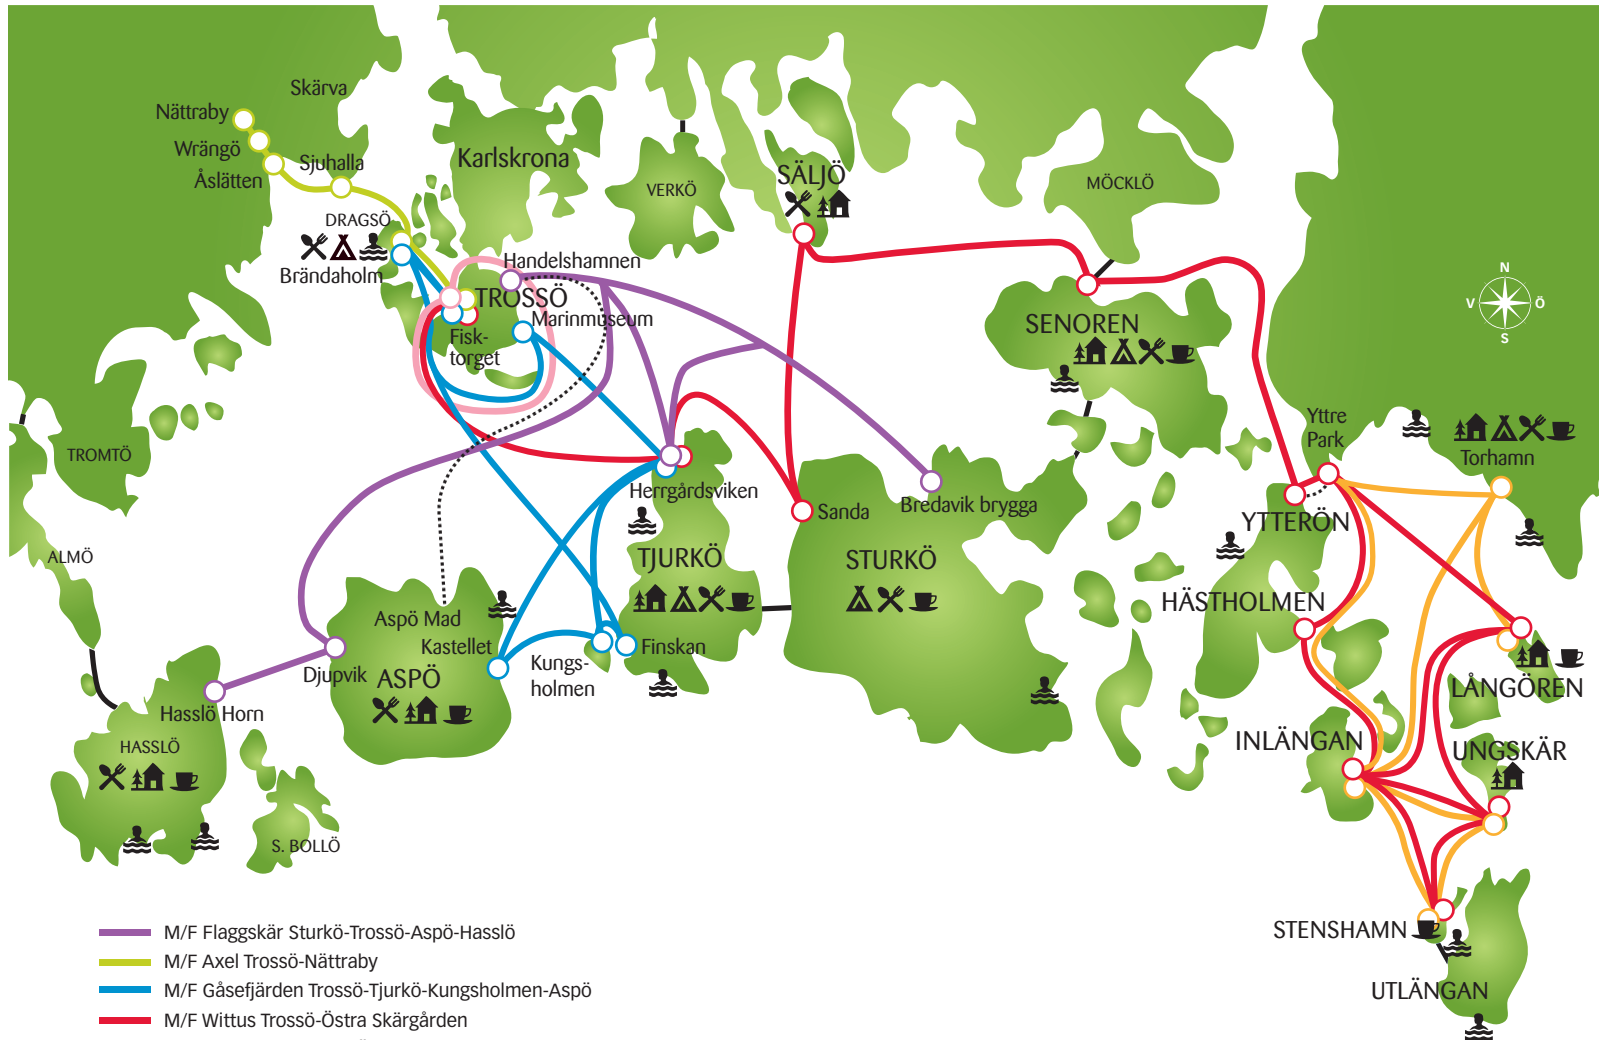 Skärva
Nättraby
Wrängö
Åslätten
Sjuhalla
Karlskrona
VERKÖ
SÄLJÖ
MÖCKLÖ
DRAGSÖ
Brändaholm
Handelshamnen
TROSSÖ
Marinmuseum
Fisk-
torget
SENOREN
N
V
Ö
S
Yttre
Park
Torhamn
TROMTÖ
Herrgårdsviken
Sanda
Bredavik brygga
YTTERÖN
ALMÖ
TJURKÖ
STURKÖ
HÄSTHOLMEN
Aspö Mad
Kastellet
Finskan
Kungs-
holmen
Djupvik
ASPÖ
LÅNGÖREN
Hasslö Horn
HASSLÖ
INLÄNGAN
UNGSKÄR
S. BOLLÖ
STENSHAMN
UTLÄNGAN
M/F Flaggskär Sturkö-Trossö-Aspö-Hasslö
M/F Axel Trossö-Nättraby
M/F Gåsefjärden Trossö-Tjurkö-Kungsholmen-Aspö
M/F Wittus Trossö-Östra Skärgården